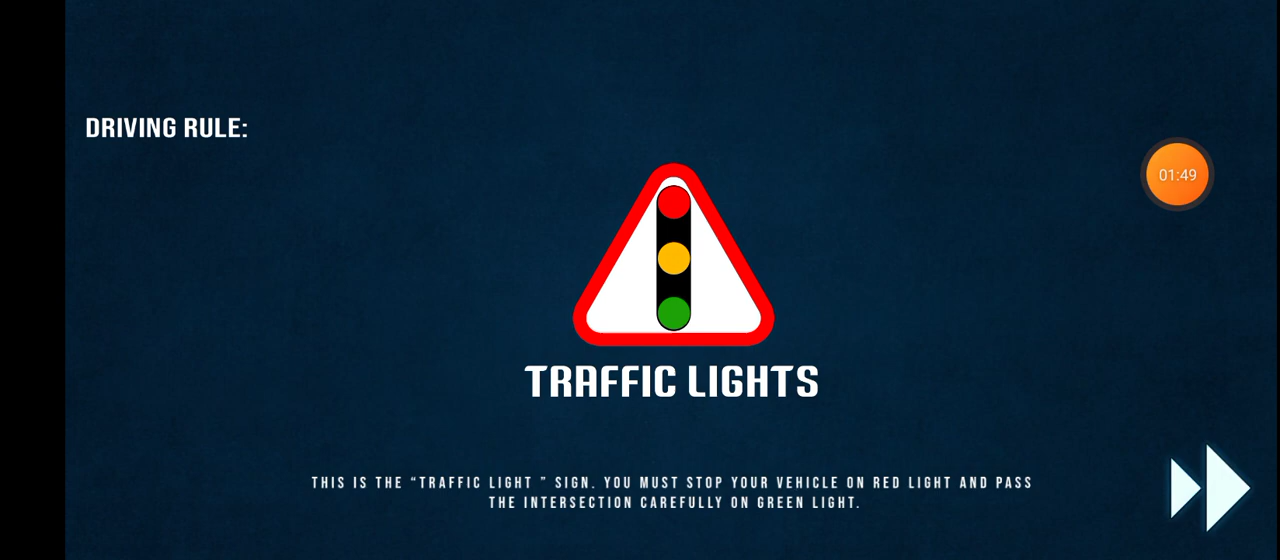 DRIVING RULE:
01:49
TRAFFIC LIGHTS
THIS IS THE “TRAFFIC LIGHT ” SIGN. YOU MUST STOP YOUR VEHICLE ON RED LIGHT AND PASS
THE INTERSECTION CAREFULLY ON GREEN LIGHT.